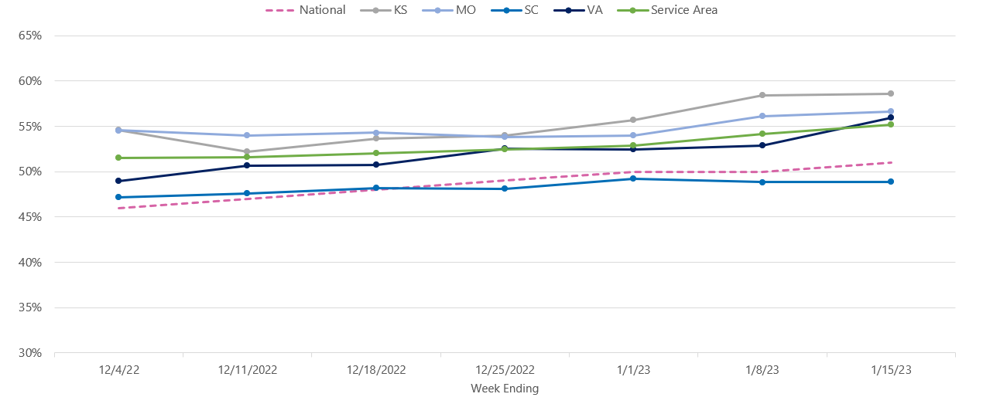 National KS MO SC VA Service Area
65%
60%
55%
50%
45%
40%
35%
30%
12/4/22 12/11/2022 12/18/2022 12/25/2022 1/1/23 1/8/23 1/15/23
Week Ending